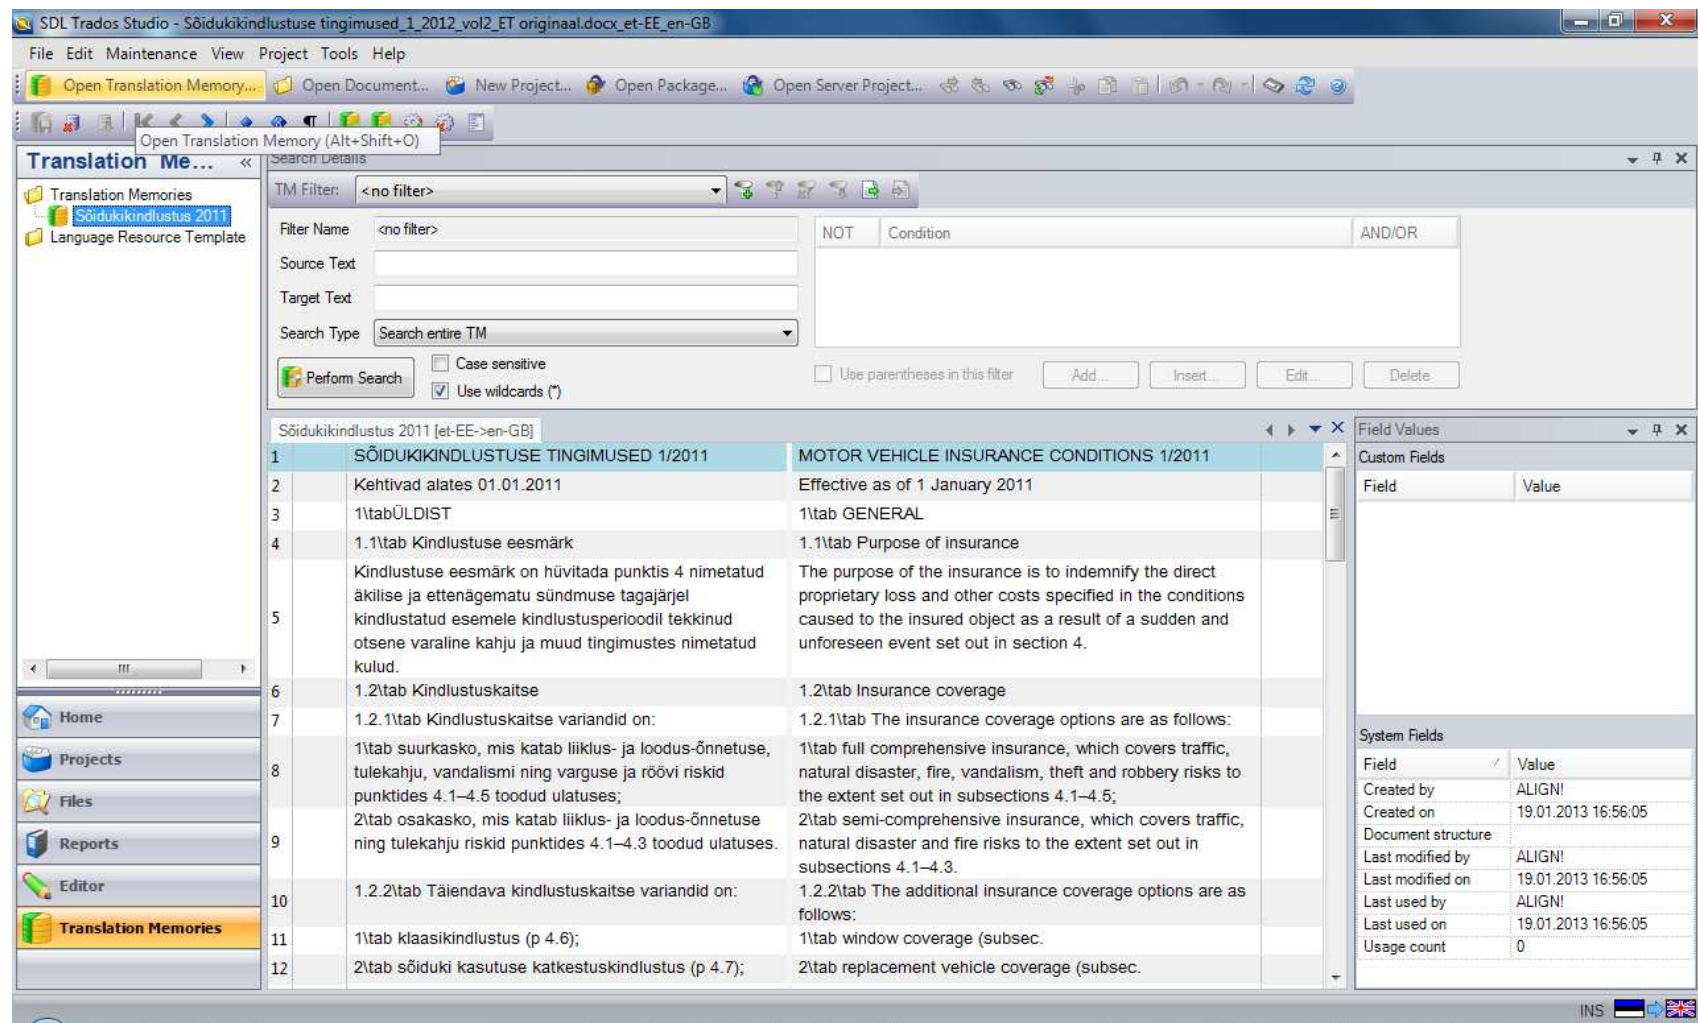 SDL Trados Studio - Sõidukikindlustuse tingimused_1_2012_vol2_ET originaal.docx_et-EE_en-GB
File Edit Maintenance View Project Tools Help
Open Translation Memory... Open Document... New Project... Open Package... Open Server Project...
Open Translation Memory (Alt+Shift+O)
Translation Me... «
Translation Memories
Sõidukikindlustus 2011
Language Resource Template
Home
Projects
Files
Reports
Editor
Translation Memories
Search Details
TM Filter: <no filter>
Filter Name <no filter>
Source Text
Target Text
Search Type Search entire TM
Perform Search
Case sensitive
Use wildcards (*)
NOT Condition AND/OR
Use parentheses in this filter Add... Insert... Edit... Delete
Sõidukikindlustus 2011 [et-EE->en-GB]
1 SÕIDUKIKINDLUSTUSE TINGIMUSED 1/2011 MOTOR VEHICLE INSURANCE CONDITIONS 1/2011
2 Kehtivad alates 01.01.2011 Effective as of 1 January 2011
3 1\tabÜLDIST 1\tab GENERAL
4 1.1\tab Kindlustuse eesmärk 1.1\tab Purpose of insurance
5
Kindlustuse eesmärk on hüvitada punktis 4 nimetatud
äkilise ja ettenägematu sündmuse tagajärjel
kindlustatud esemele kindlustusperioodil tekkinud
otsene varaline kahju ja muud tingimustes nimetatud
kulud.
The purpose of the insurance is to indemnify the direct
proprietary loss and other costs specified in the conditions
caused to the insured object as a result of a sudden and
unforeseen event set out in section 4.
6 1.2\tab Kindlustuskaitse 1.2\tab Insurance coverage
7 1.2.1\tab Kindlustuskaitse variandid on: 1.2.1\tab The insurance coverage options are as follows:
8
1\tab suurkasko, mis katab liiklus- ja loodus-õnnetuse,
tulekahju, vandalismi ning varguse ja röövi riskid
punktides 4.1–4.5 toodud ulatuses;
1\tab full comprehensive insurance, which covers traffic,
natural disaster, fire, vandalism, theft and robbery risks to
the extent set out in subsections 4.1–4.5;
9
2\tab osakasko, mis katab liiklus- ja loodus-õnnetuse
ning tulekahju riskid punktides 4.1–4.3 toodud ulatuses.
2\tab semi-comprehensive insurance, which covers traffic,
natural disaster and fire risks to the extent set out in
subsections 4.1–4.3.
10
1.2.2\tab Täiendava kindlustuskaitse variandid on:
1.2.2\tab The additional insurance coverage options are as
follows:
11 1\tab klaasikindlustus (p 4.6); 1\tab window coverage (subsec.
12 2\tab sõiduki kasutuse katkestuskindlustus (p 4.7); 2\tab replacement vehicle coverage (subsec.
Field Values
Custom Fields
Field Value
System Fields
Field Value
Created by ALIGN!
Created on 19.01.2013 16:56:05
Document structure
Last modified by ALIGN!
Last modified on 19.01.2013 16:56:05
Last used by ALIGN!
Last used on 19.01.2013 16:56:05
Usage count 0
INS